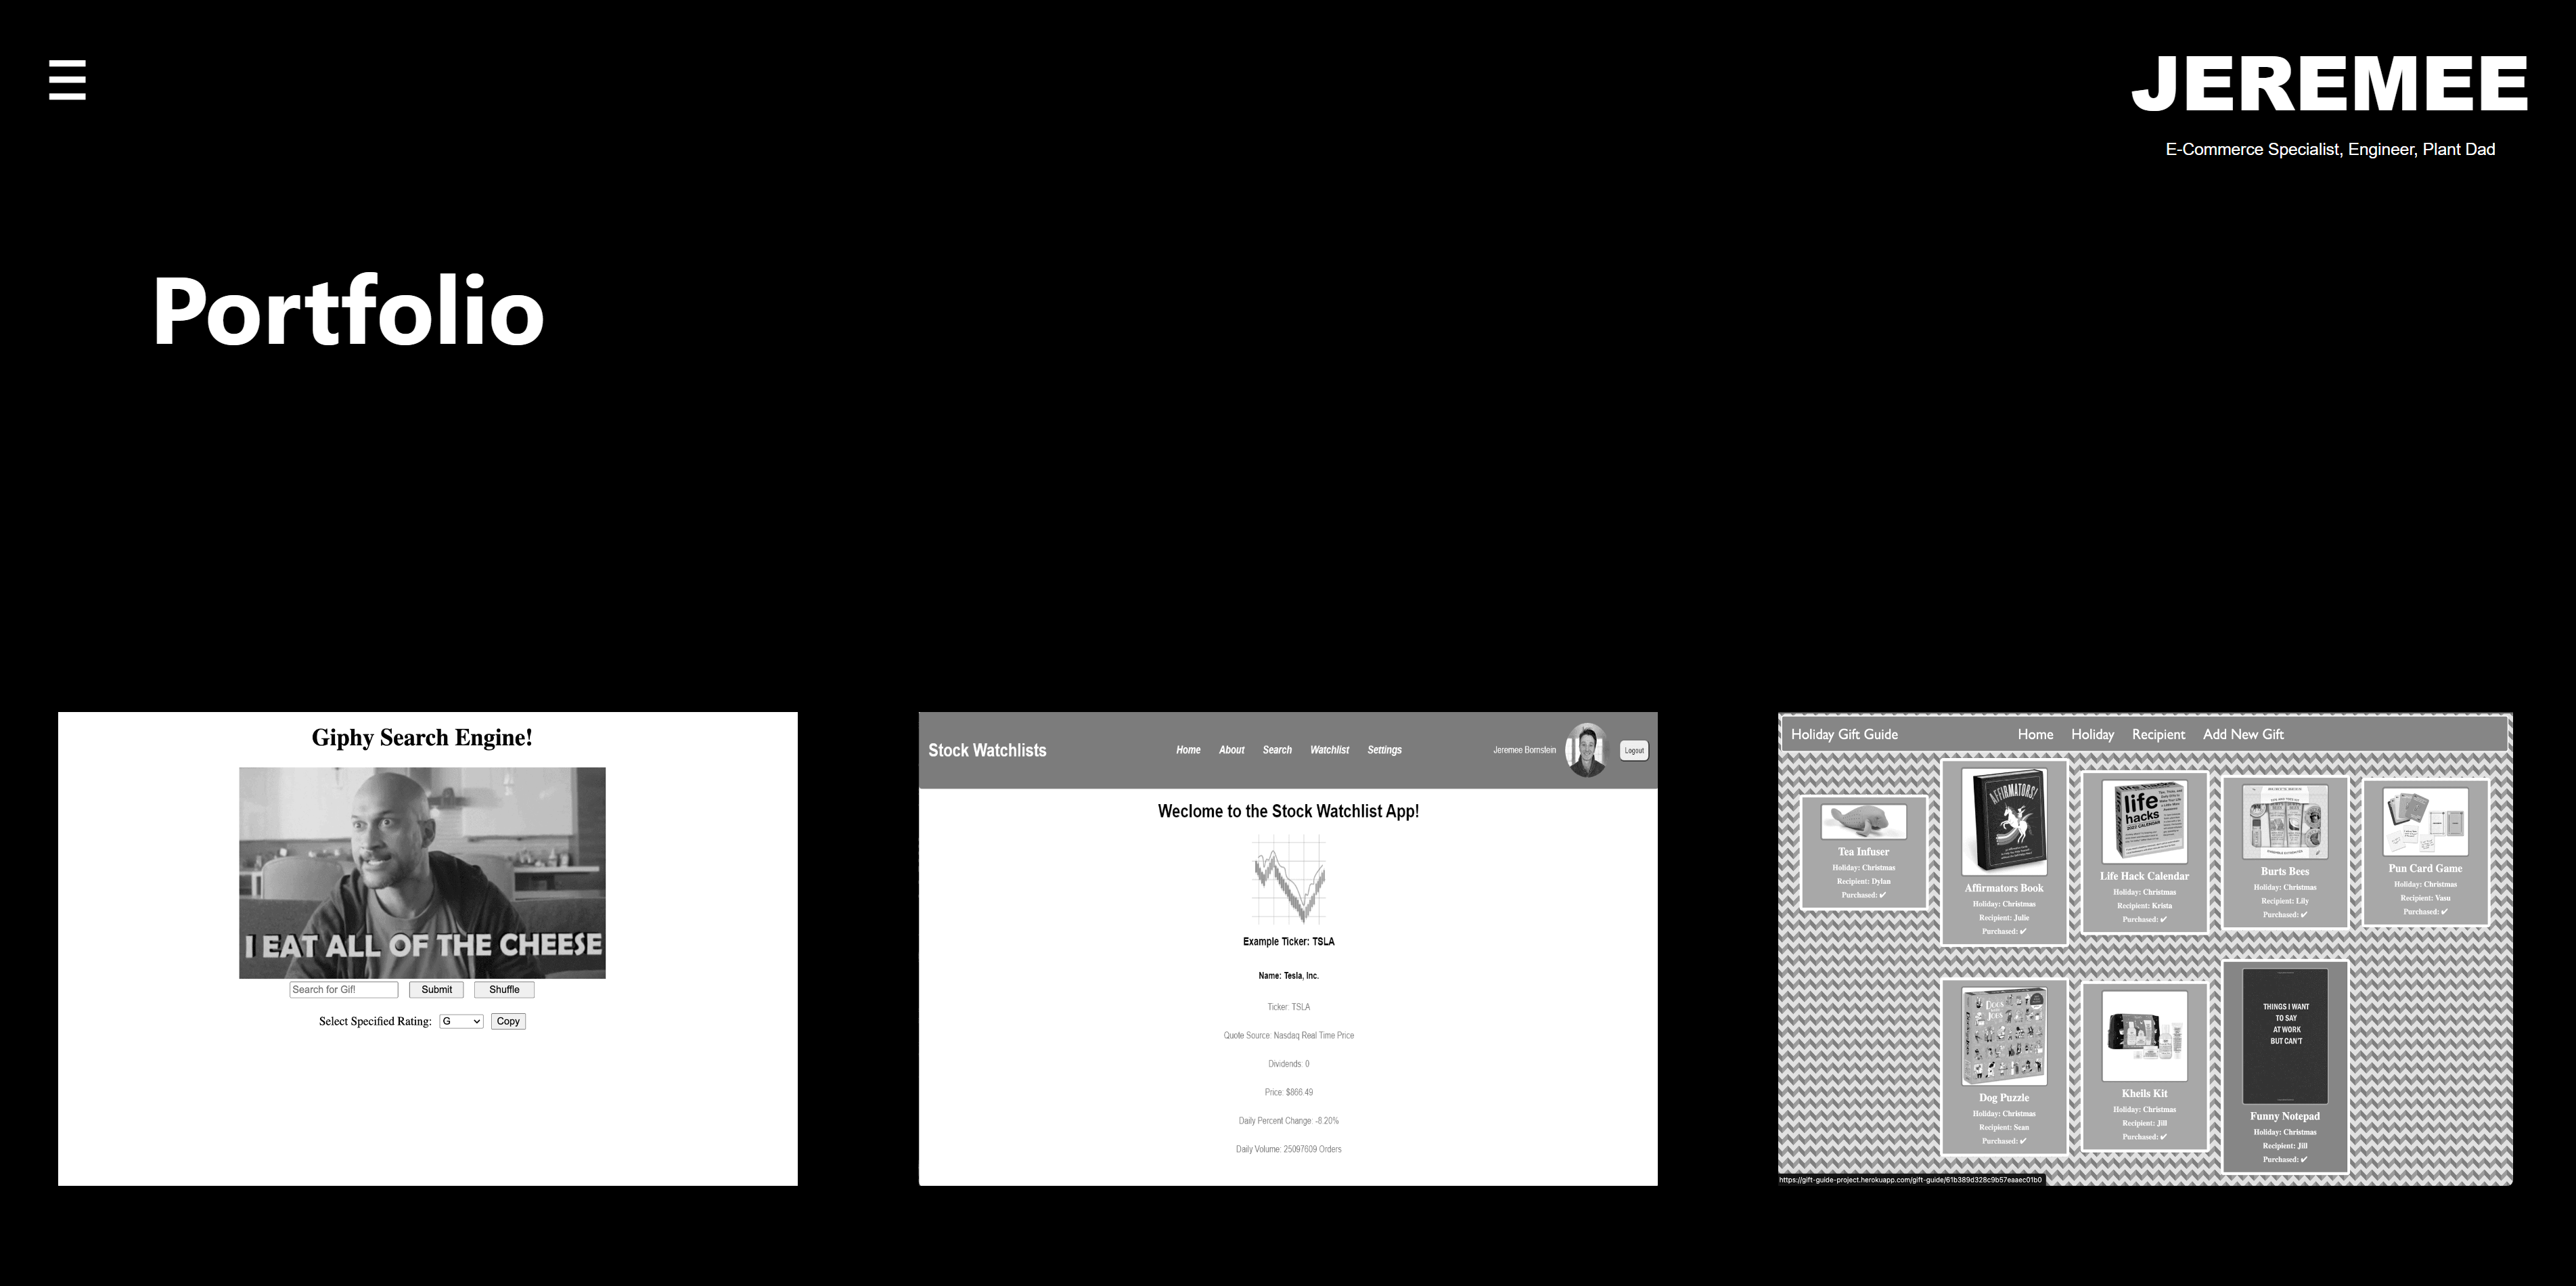 JEREMEE
E-Commerce Specialist, Engineer, Plant Dad
Portfolio
Giphy Search Engine!
I EAT ALL OF THE CHEESE
Search for Gif! Submit Shuffle
Select Specified Rating: G Copy
Stock Watchlists Home About Search Watchlist Settings Jeremee Bornstein Logout
Weclome to the Stock Watchlist App!
Example Ticker: TSLA
Name: Tesla, Inc.
Ticker: TSLA
Quote Source: Nasdaq Real Time Price
Dividends: 0
Price: $866.49
Daily Percent Change: -8.20%
Daily Volume: 25097609 Orders
Holiday Gift Guide Home Holiday Recipient Add New Gift
Tea Infuser
Holiday: Christmas
Recipient: Dylan
Purchased: ✔
AFFIRMATORS!
Affirmators Book
Holiday: Christmas
Recipient: Julie
Purchased: ✔
life
hacks
2022 CALENDAR
Life Hack Calendar
Holiday: Christmas
Recipient: Krista
Purchased: ✔
Burts Bees
Holiday: Christmas
Recipient: Lily
Purchased: ✔
Pun Card Game
Holiday: Christmas
Recipient: Vasu
Purchased: ✔
Dog Puzzle
Holiday: Christmas
Recipient: Sean
Purchased: ✔
Kheils Kit
Holiday: Christmas
Recipient: Jill
Purchased: ✔
THINGS I WANT
TO SAY
AT WORK
BUT CAN'T
Funny Notepad
Holiday: Christmas
Recipient: Jill
Purchased: ✔
https://gift-guide-project.herokuapp.com/gift-guide/61b389d328c9b57eaaec01b0